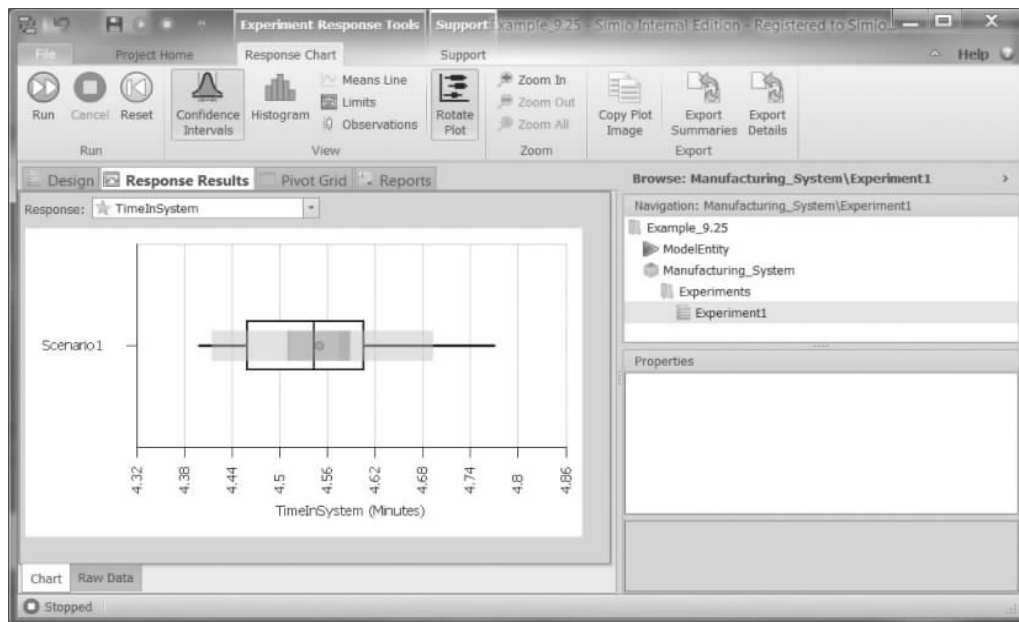 Experiment Response Tools Support Example_9.25 - Simio Internal Edition - Registered to Simio...
File Project Home Response Chart Support Help
Run Cancel Reset
Run
Confidence Intervals
Histogram
Means Line
Limits
Observations
Rotate Plot
View
Zoom In
Zoom Out
Zoom All
Zoom
Copy Plot Image
Export Summaries
Export Details
Export
Design Response Results Pivot Grid Reports
Response: TimeInSystem
Scenario1
4.32 4.38 4.44 4.5 4.56 4.62 4.68 4.74 4.8 4.86
TimeInSystem (Minutes)
Chart Raw Data
Browse: Manufacturing_System\Experiment1
Navigation: Manufacturing_System\Experiment1
Example_9.25
ModelEntity
Manufacturing_System
Experiments
Experiment1
Properties
Stopped